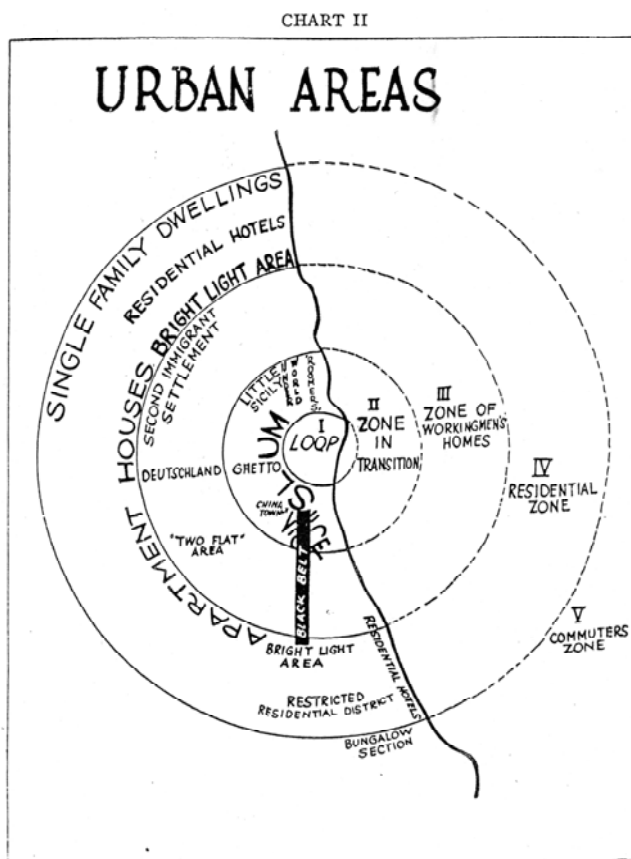 CHART II
URBAN AREAS
SINGLE FAMILY DWELLINGS
RESIDENTIAL HOTELS
BRIGHT LIGHT AREA
SECOND IMMIGRANT
SETTLEMENT
APARTMENT HOUSES
LITTLE
SICILY
UNDER
WORLD
ROOMERS
I
LOOP
II
ZONE
IN
TRANSITION
III
ZONE OF
WORKINGMEN'S
HOMES
IV
RESIDENTIAL
ZONE
V
COMMUTERS
ZONE
DEUTSCHLAND
GHETTO
SLUM
CHINA
TOWN
VICE
"TWO FLAT"
AREA
BLACK BELT
BRIGHT LIGHT
AREA
RESIDENTIAL HOTELS
RESTRICTED
RESIDENTIAL DISTRICT
BUNGALOW
SECTION